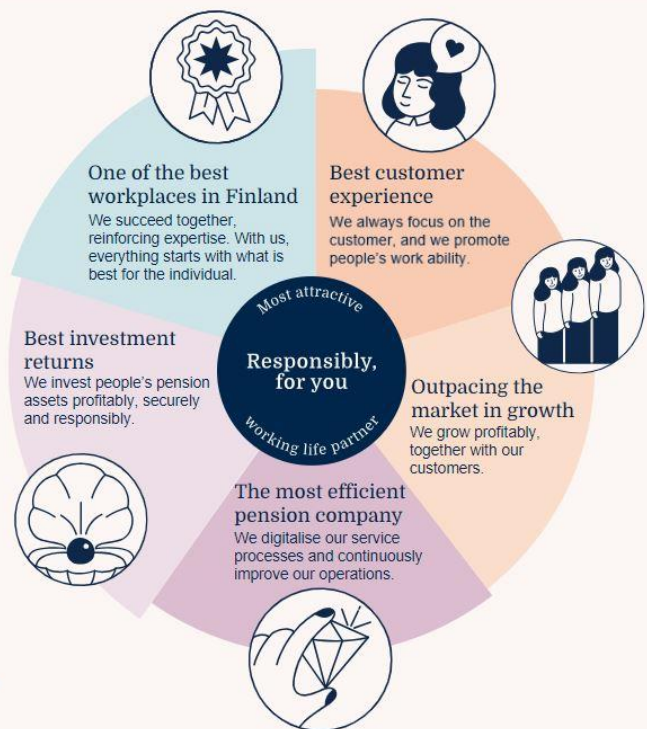 One of the best
workplaces in Finland
We succeed together,
reinforcing expertise. With us,
everything starts with what is
best for the individual.
Best customer
experience
We always focus on the
customer, and we promote
people's work ability.
Most attractive
Responsibly,
for you
working life partner
Best investment
returns
We invest people's pension
assets profitably, securely
and responsibly.
Outpacing the
market in growth
We grow profitably,
together with our
customers.
The most efficient
pension company
We digitalise our service
processes and continuously
improve our operations.